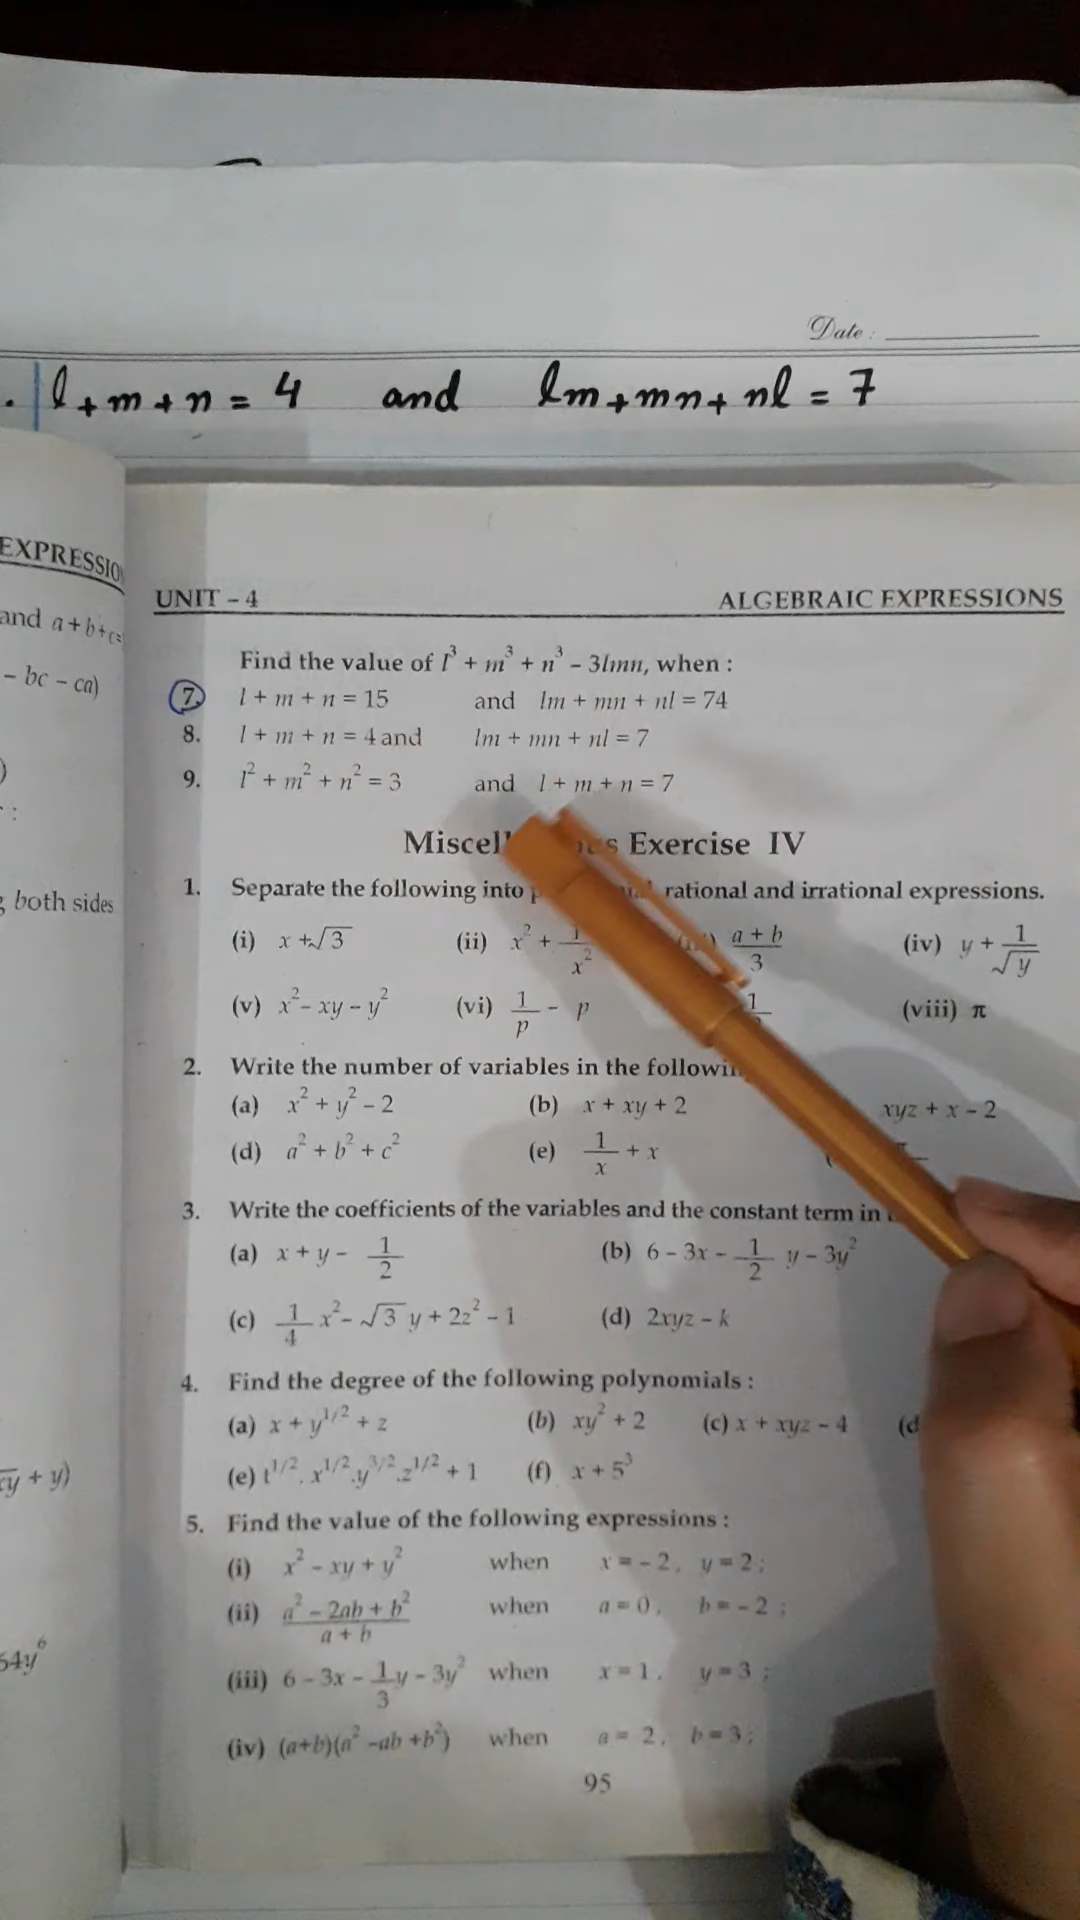 Date :
. l + m + n = 4 and lm + mn + nl = 7
EXPRESSIO
and a + b + c =
- bc - ca)
)
:
both sides
y + y)
64y⁶
UNIT - 4 ALGEBRAIC EXPRESSIONS
Find the value of l³ + m³ + n³ - 3lmn, when :
7. l + m + n = 15 and lm + mn + nl = 74
8. l + m + n = 4 and lm + mn + nl = 7
9. l² + m² + n² = 3 and l + m + n = 7
Exercise IV
1. Separate the following into rational and irrational expressions.
(i) x + √3 (ii) x² + 1/x² a + b/3 (iv) y + 1/√y
(v) x² - xy - y² (vi) 1/p - p (viii) π
2. Write the number of variables in the
(a) x² + y² - 2 (b) x + xy + 2 xyz + x - 2
(d) a² + b² + c² (e) 1/x + x
3. Write the coefficients of the variables and the constant term in
(a) x + y - 1/2 (b) 6 - 3x - 1/2 y - 3y²
(c) 1/4 x² - √3 y + 2z² - 1 (d) 2xyz - k
4. Find the degree of the following polynomials :
(a) x + y^1/2 + z (b) xy² + 2 (c) x + xyz - 4 (d
(e) t^1/2 . x^1/2 . y^3/2 . z^1/2 + 1 (f) x + 5³
5. Find the value of the following expressions :
(i) x² - xy + y² when x = - 2, y = 2 ;
(ii) a² - 2ab + b²/a + b when a = 0, b = - 2 ;
(iii) 6 - 3x - 1/3 y - 3y² when x = 1, y = 3 ;
(iv) (a+b)(a² -ab +b²) when a = 2, b = 3 ;
95